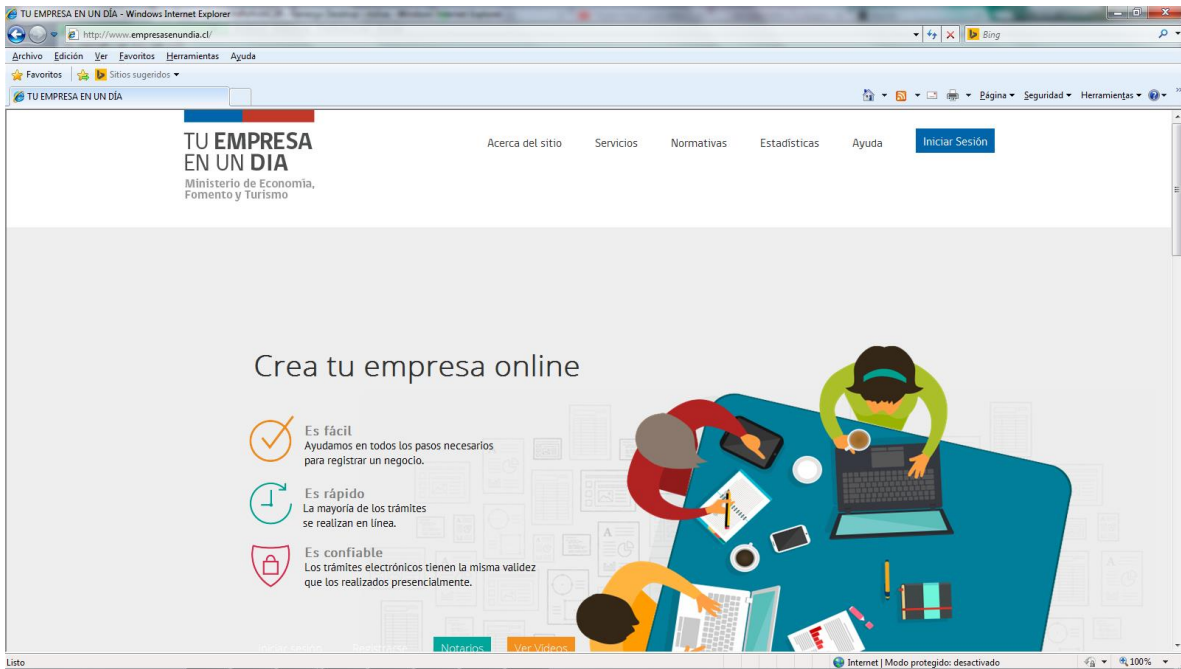 TU EMPRESA EN UN DÍA - Windows Internet Explorer
http://www.empresasenundia.cl/
Bing
Archivo Edición Ver Favoritos Herramientas Ayuda
Favoritos Sitios sugeridos
TU EMPRESA EN UN DÍA
Página Seguridad Herramientas
TU EMPRESA
EN UN DIA
Ministerio de Economía,
Fomento y Turismo
Acerca del sitio Servicios Normativas Estadísticas Ayuda Iniciar Sesión
Crea tu empresa online
Es fácil
Ayudamos en todos los pasos necesarios
para registrar un negocio.
Es rápido
La mayoría de los trámites
se realizan en línea.
Es confiable
Los trámites electrónicos tienen la misma validez
que los realizados presencialmente.
Notarios Ver Videos
Listo
Internet | Modo protegido: desactivado
100%